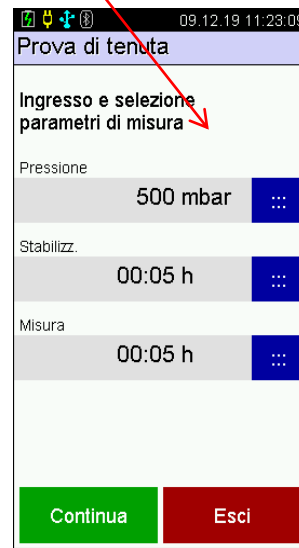 09.12.19 11:23:09
Prova di tenuta
Ingresso e selezione
parametri di misura
Pressione
500 mbar :::
Stabilizz.
00:05 h :::
Misura
00:05 h :::
Continua Esci